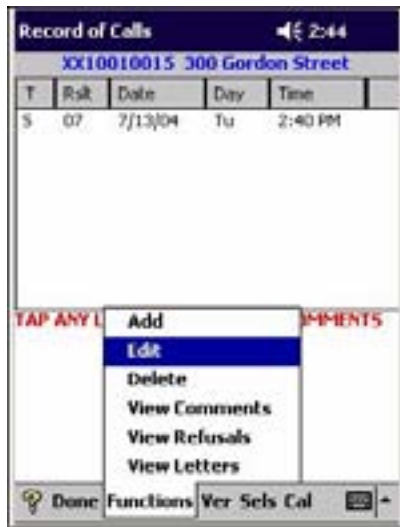 Record of Calls 2:44
XX10010015 300 Gordon Street
T Rslt Date Day Time
S 07 7/13/04 Tu 2:40 PM
TAP ANY
Add
Edit
Delete
View Comments
View Refusals
View Letters
Done Functions Ver Sels Cal